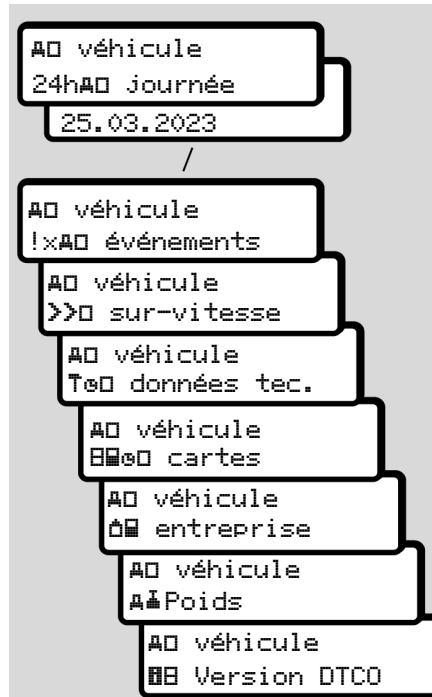 véhicule
24h journée
25.03.2023
/
véhicule
!x événements
véhicule
>> sur-vitesse
véhicule
données tec.
véhicule
cartes
véhicule
entreprise
véhicule
Poids
véhicule
Version DTCO